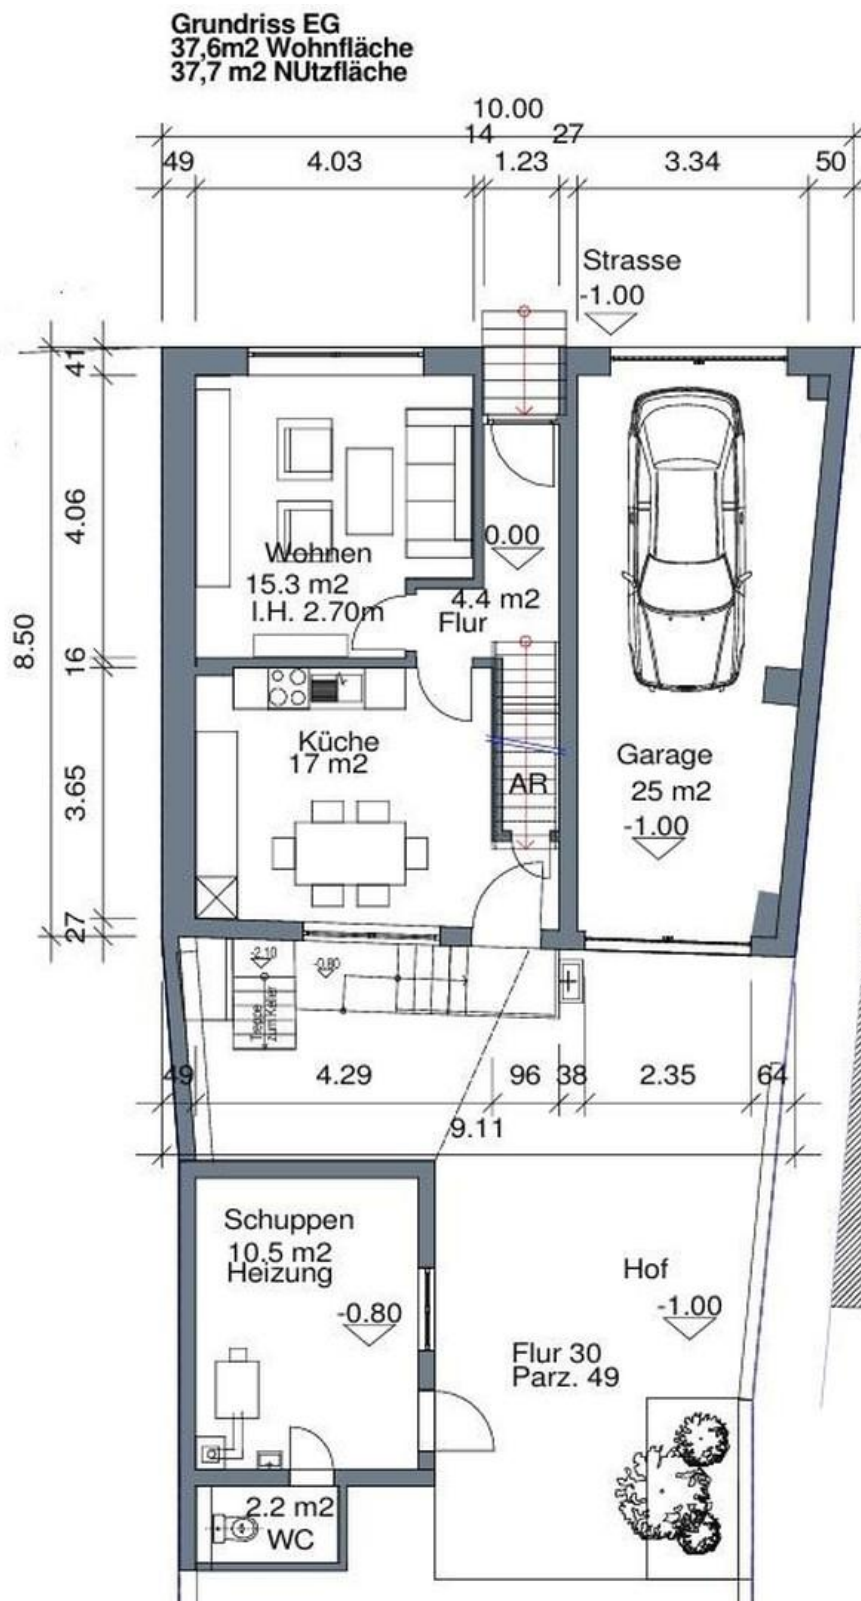 Grundriss EG
37,6m2 Wohnfläche
37,7 m2 NUtzfläche
10.00
14 27
49 4.03 1.23 3.34 50
Strasse
-1.00
41
4.06
16
3.65
27
8.50
0.00
Wohnen
15.3 m2
I.H. 2.70m
4.4 m2
Flur
Küche
17 m2
AR
Garage
25 m2
-1.00
-2.10
-0.80
Treppe
zum Keller
49 4.29 96 38 2.35 64
9.11
Schuppen
10.5 m2
Heizung
-0.80
Hof
-1.00
Flur 30
Parz. 49
2.2 m2
WC